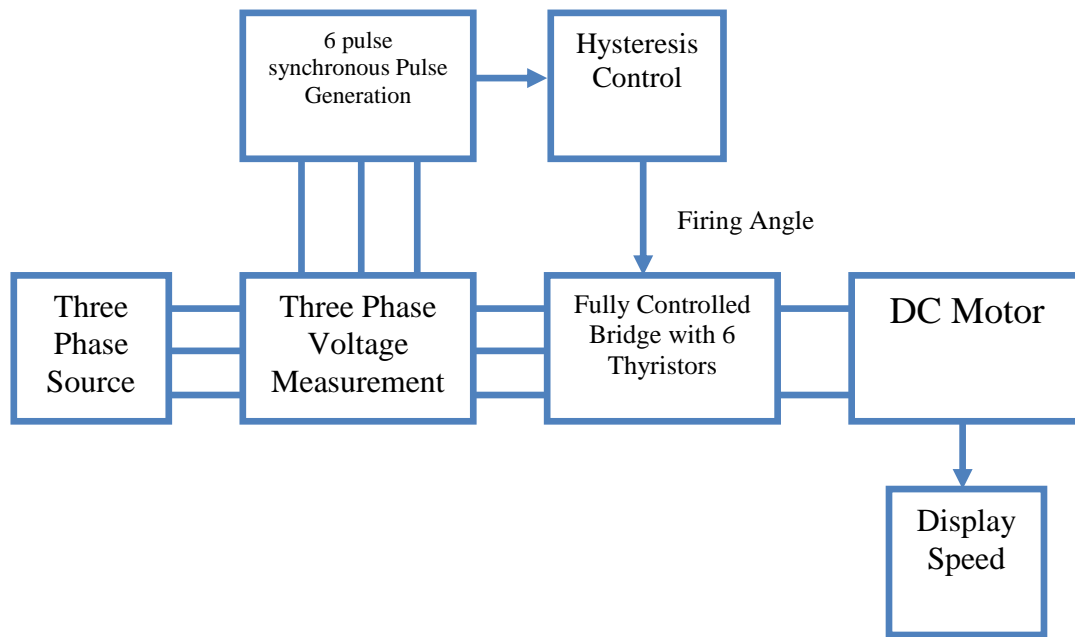 6 pulse
synchronous Pulse
Generation
Hysteresis
Control
Firing Angle
Three
Phase
Source
Three Phase
Voltage
Measurement
Fully Controlled
Bridge with 6
Thyristors
DC Motor
Display
Speed